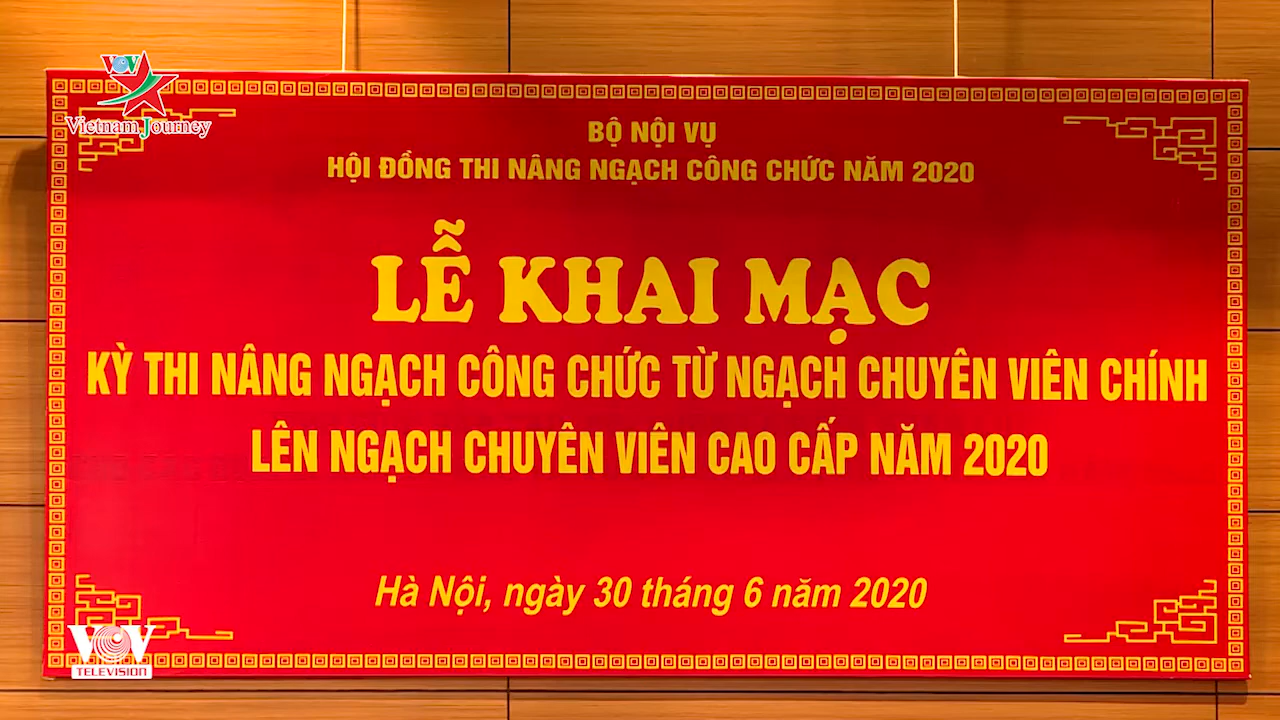 VOV
Vietnam Journey
BỘ NỘI VỤ
HỘI ĐỒNG THI NÂNG NGẠCH CÔNG CHỨC NĂM 2020
LỄ KHAI MẠC
KỲ THI NÂNG NGẠCH CÔNG CHỨC TỪ NGẠCH CHUYÊN VIÊN CHÍNH
LÊN NGẠCH CHUYÊN VIÊN CAO CẤP NĂM 2020
Hà Nội, ngày 30 tháng 6 năm 2020
VOV
TELEVISION